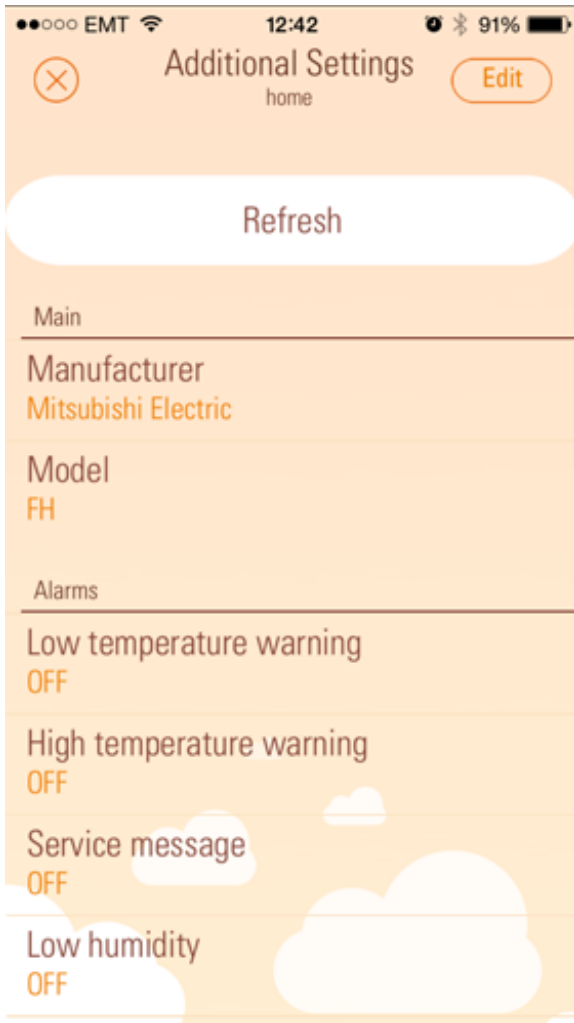 EMT 12:42 91%
Additional Settings
home
Edit
Refresh
Main
Manufacturer
Mitsubishi Electric
Model
FH
Alarms
Low temperature warning
OFF
High temperature warning
OFF
Service message
OFF
Low humidity
OFF